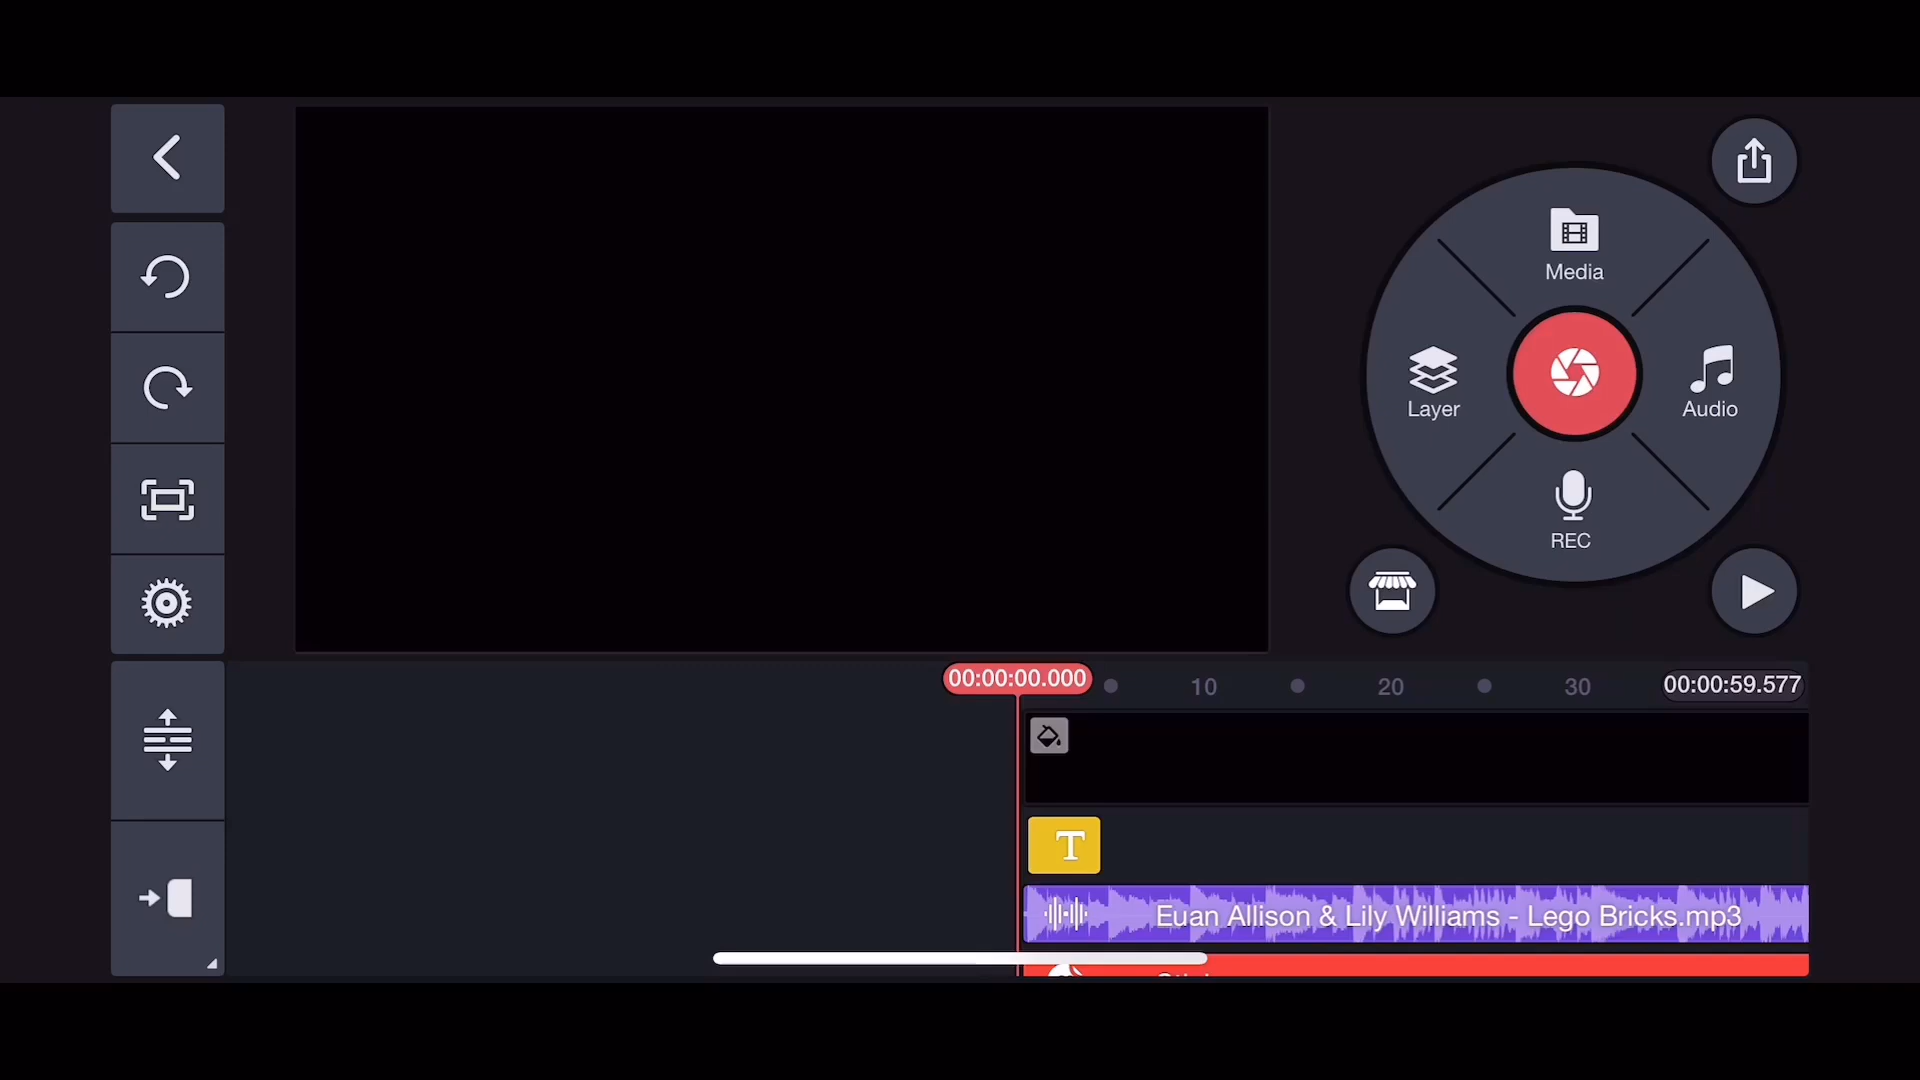 Media
Layer
Audio
REC
00:00:00.000
10
20
30
00:00:59.577
T
Euan Allison & Lily Williams - Lego Bricks.mp3